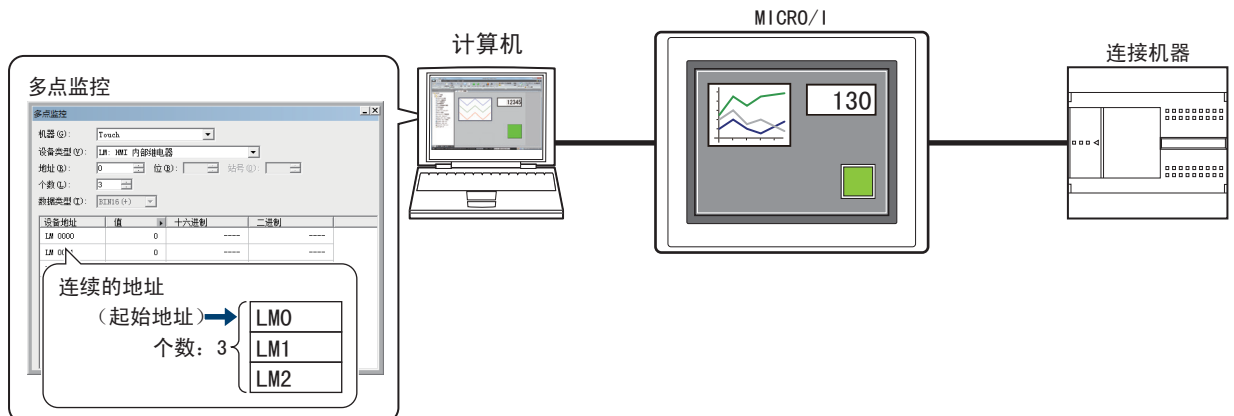 MICRO/I
计算机
连接机器
多点监控
多点监控
机器(G): Touch
设备类型(V): LM: HMI 内部继电器
地址(R): 0 位(B): 站号(Q):
个数(L): 3
数据类型(T): BIN16(+)
设备地址 值 十六进制 二进制
LM 0000 0 ---- ----
0 ---- ----
连续的地址
(起始地址) LM0
个数: 3 LM1
LM2
12345
130